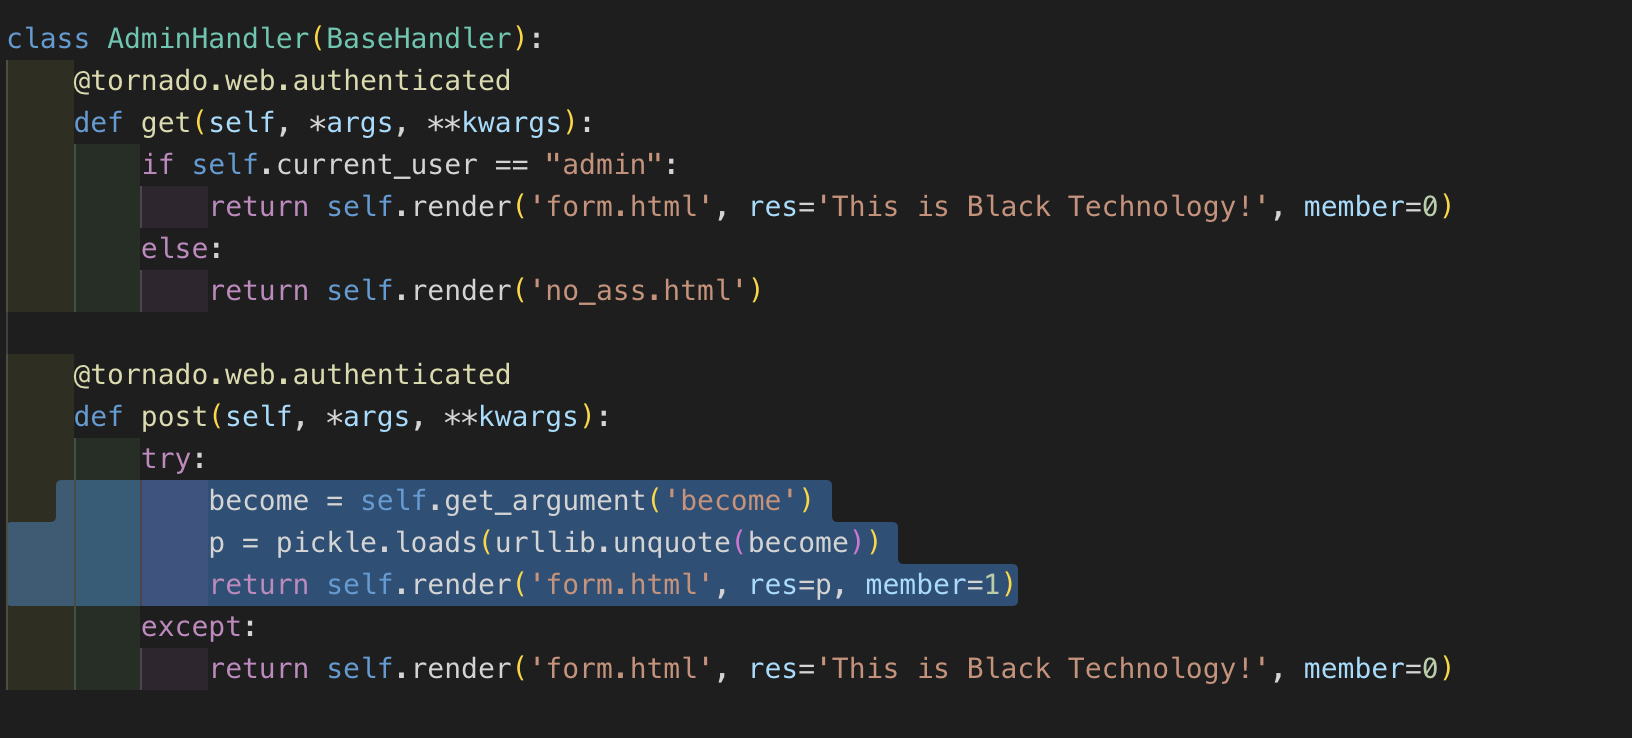 class AdminHandler(BaseHandler):
    @tornado.web.authenticated
    def get(self, *args, **kwargs):
        if self.current_user == "admin":
            return self.render('form.html', res='This is Black Technology!', member=0)
        else:
            return self.render('no_ass.html')

    @tornado.web.authenticated
    def post(self, *args, **kwargs):
        try:
            become = self.get_argument('become')
            p = pickle.loads(urllib.unquote(become))
            return self.render('form.html', res=p, member=1)
        except:
            return self.render('form.html', res='This is Black Technology!', member=0)